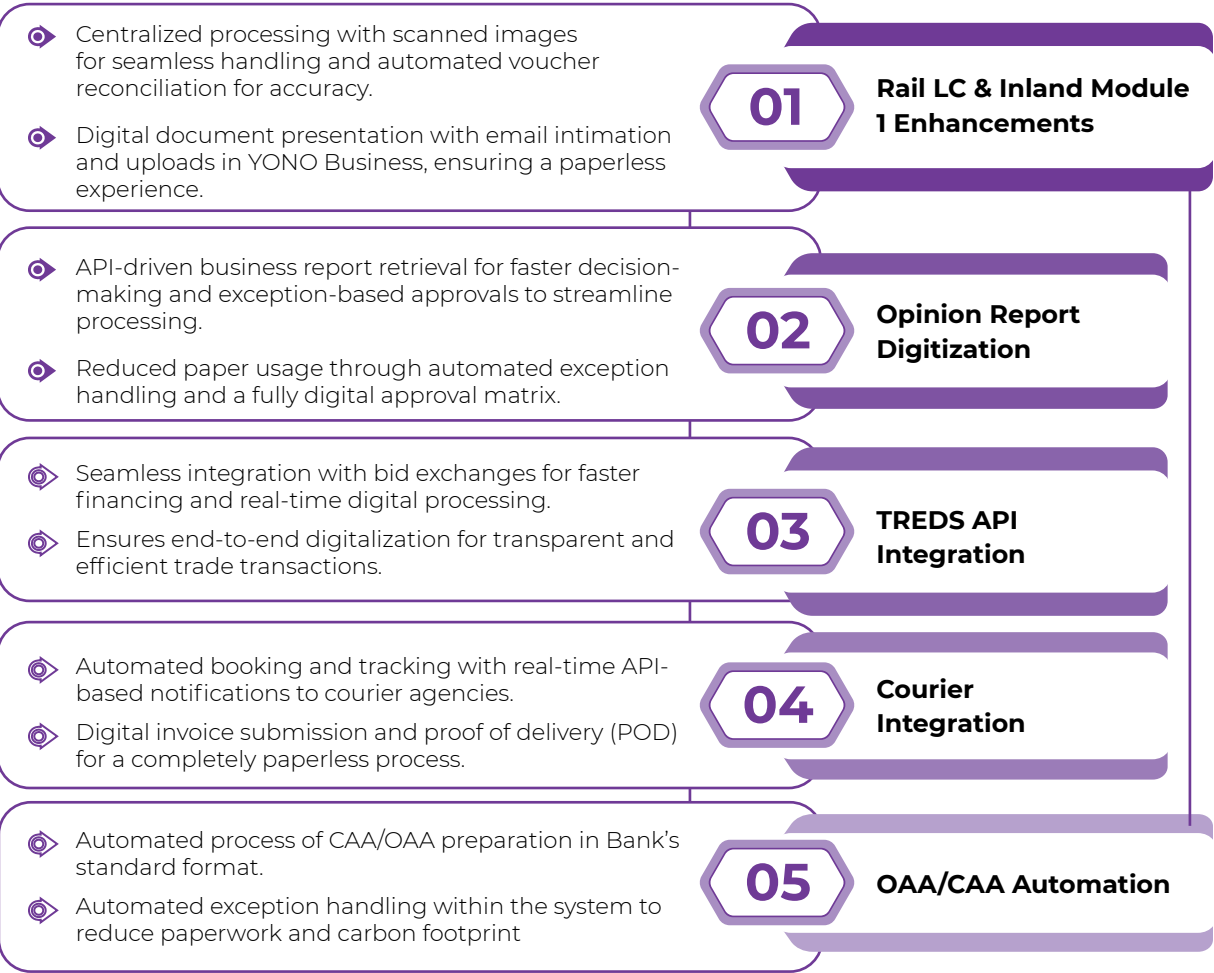 Centralized processing with scanned images
for seamless handling and automated voucher
reconciliation for accuracy.
Digital document presentation with email intimation
and uploads in YONO Business, ensuring a paperless
experience.
01
Rail LC & Inland Module
1 Enhancements
API-driven business report retrieval for faster decision-
making and exception-based approvals to streamline
processing.
Reduced paper usage through automated exception
handling and a fully digital approval matrix.
02
Opinion Report
Digitization
Seamless integration with bid exchanges for faster
financing and real-time digital processing.
Ensures end-to-end digitalization for transparent and
efficient trade transactions.
03
TREDS API
Integration
Automated booking and tracking with real-time API-
based notifications to courier agencies.
Digital invoice submission and proof of delivery (POD)
for a completely paperless process.
04
Courier
Integration
Automated process of CAA/OAA preparation in Bank’s
standard format.
Automated exception handling within the system to
reduce paperwork and carbon footprint
05
OAA/CAA Automation